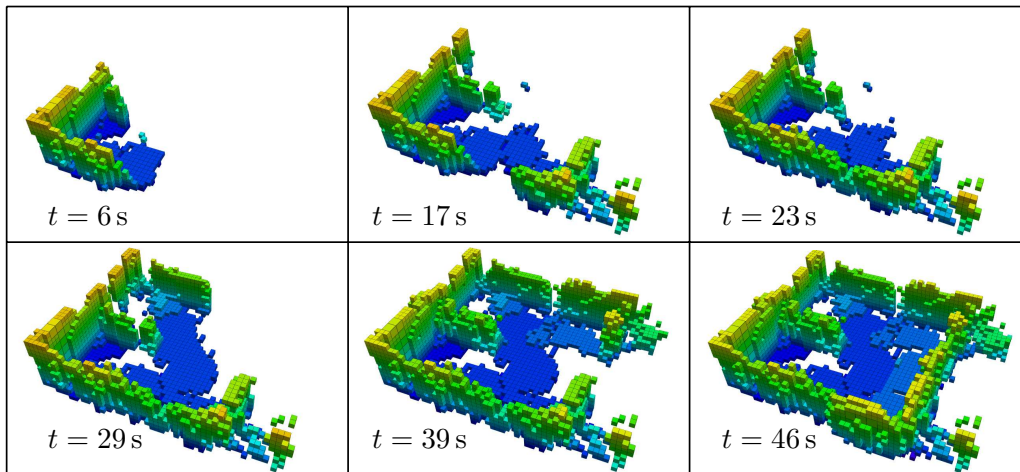 t = 6 s
t = 17 s
t = 23 s
t = 29 s
t = 39 s
t = 46 s